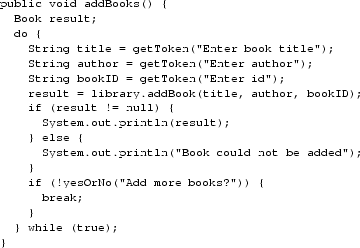 public void addBooks() {
  Book result;
  do {
    String title = getToken("Enter book title");
    String author = getToken("Enter author");
    String bookID = getToken("Enter id");
    result = library.addBook(title, author, bookID);
    if (result != null) {
      System.out.println(result);
    } else {
      System.out.println("Book could not be added");
    }
    if (!yesOrNo("Add more books?")) {
      break;
    }
  } while (true);
}